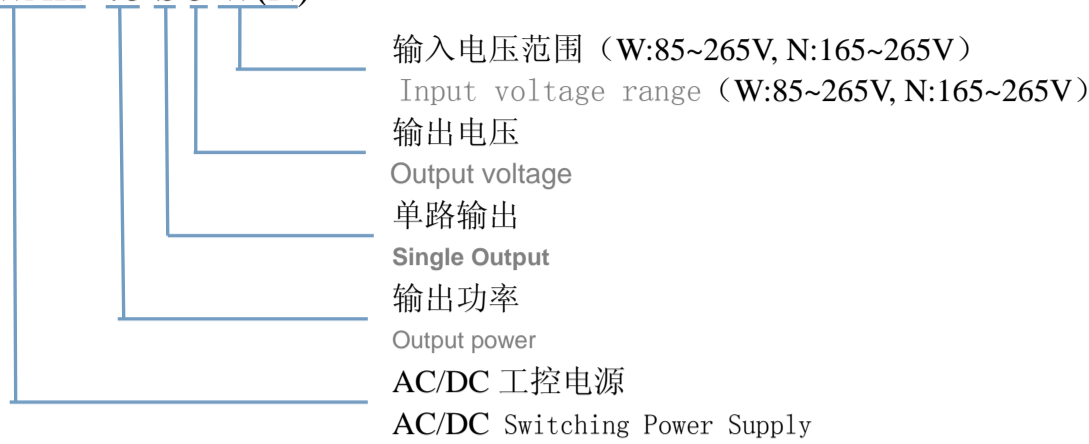 输入电压范围（W:85~265V, N:165~265V）
Input voltage range（W:85~265V, N:165~265V）
输出电压
Output voltage
单路输出
Single Output
输出功率
Output power
AC/DC 工控电源
AC/DC Switching Power Supply